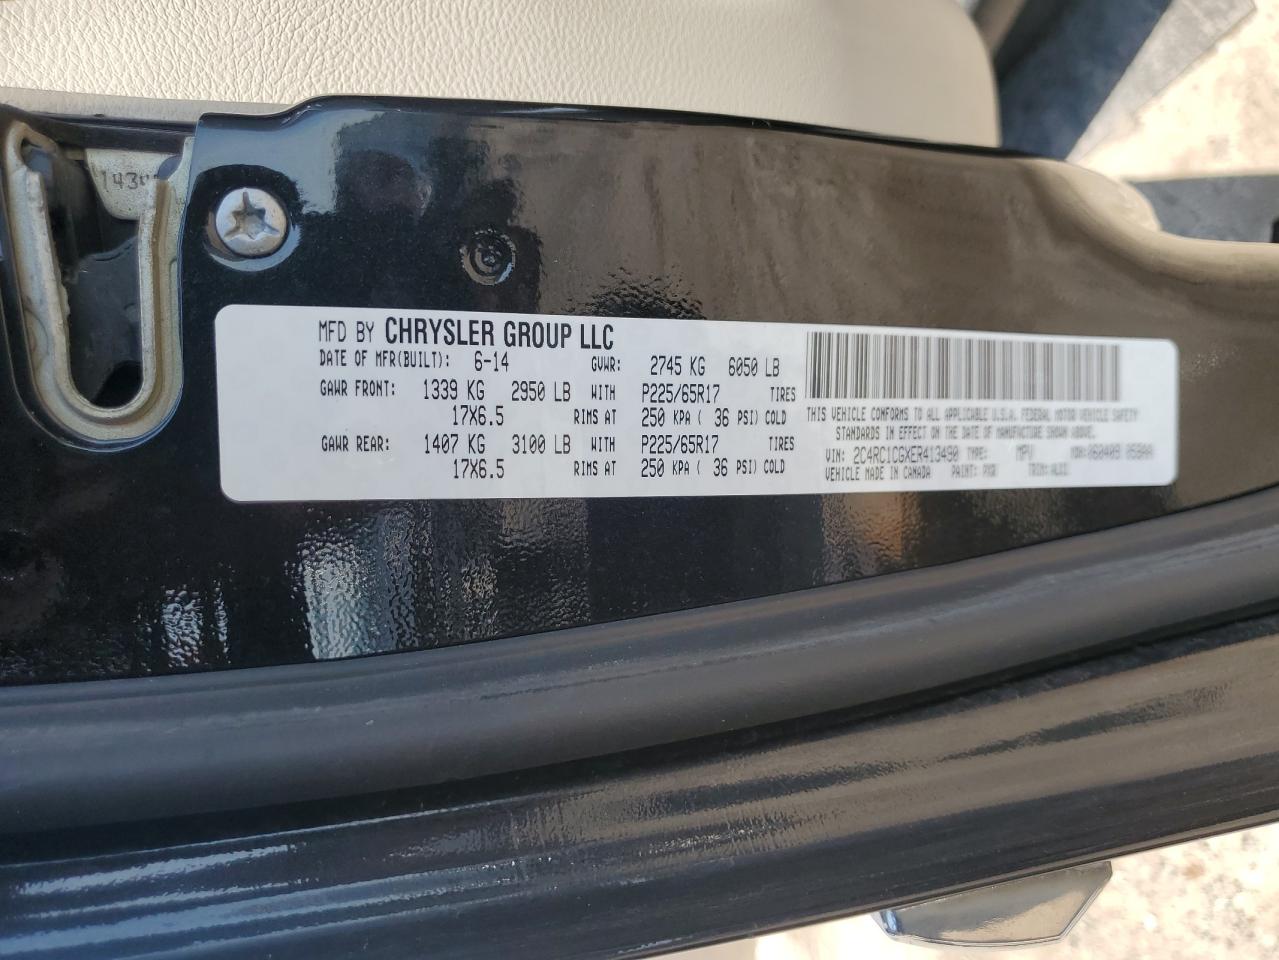 MFD BY CHRYSLER GROUP LLC
DATE OF MFR(BUILT): 6-14 GVWR: 2745 KG 6050 LB
GAWR FRONT: 1339 KG 2950 LB WITH P225/65R17 TIRES
17X6.5 RIMS AT 250 KPA ( 36 PSI) COLD
GAWR REAR: 1407 KG 3100 LB WITH P225/65R17 TIRES
17X6.5 RIMS AT 250 KPA ( 36 PSI) COLD
THIS VEHICLE CONFORMS TO ALL APPLICABLE U.S.A. FEDERAL MOTOR VEHICLE SAFETY
STANDARDS IN EFFECT ON THE DATE OF MANUFACTURE SHOWN ABOVE.
VIN: 2C4RC1CGXER413490 TYPE: MPV MDH:
VEHICLE MADE IN CANADA PAINT: PXR TRIM: